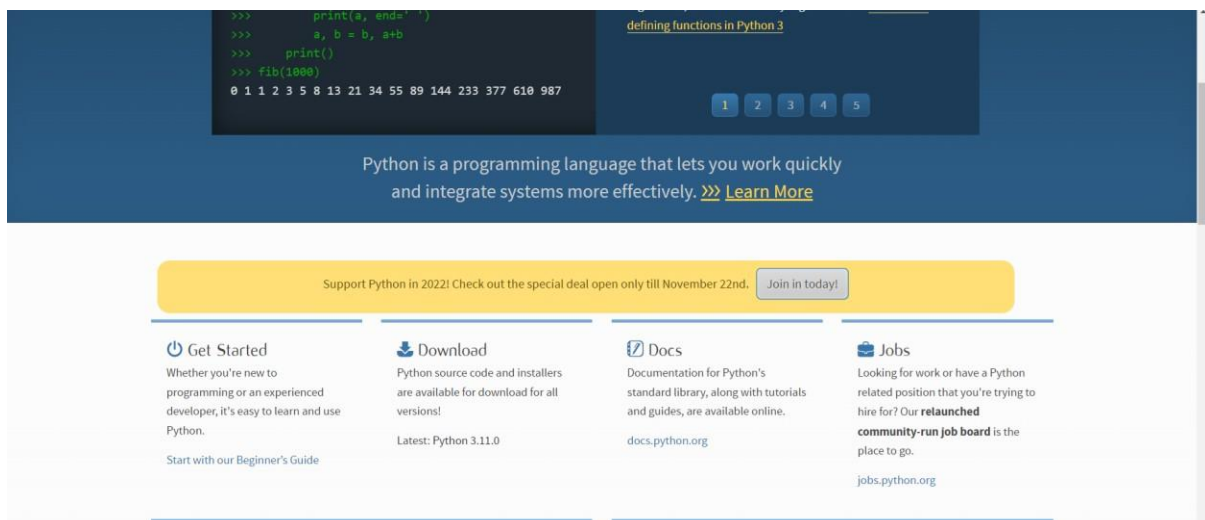 >>> print(a, end=' ')
>>> a, b = b, a+b
>>> print()
>>> fib(1000)
0 1 1 2 3 5 8 13 21 34 55 89 144 233 377 610 987
defining functions in Python 3
1 2 3 4 5
Python is a programming language that lets you work quickly
and integrate systems more effectively. >>> Learn More
Support Python in 2022! Check out the special deal open only till November 22nd. Join in today!
Get Started
Whether you're new to
programming or an experienced
developer, it's easy to learn and use
Python.
Start with our Beginner's Guide
Download
Python source code and installers
are available for download for all
versions!
Latest: Python 3.11.0
Docs
Documentation for Python's
standard library, along with tutorials
and guides, are available online.
docs.python.org
Jobs
Looking for work or have a Python
related position that you're trying to
hire for? Our relaunched
community-run job board is the
place to go.
jobs.python.org